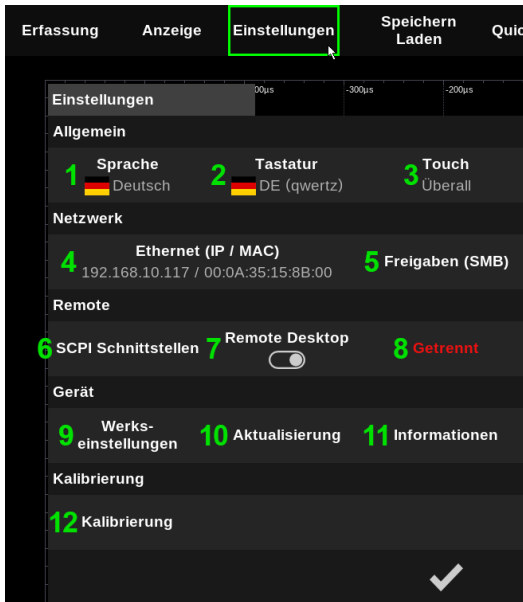 Erfassung Anzeige Einstellungen Speichern Laden
Einstellungen 00µs -300µs -200µs
Allgemein
1 Sprache 2 Tastatur 3 Touch
Deutsch DE (qwertz) Überall
Netzwerk
4 Ethernet (IP / MAC) 5 Freigaben (SMB)
192.168.10.117 / 00:0A:35:15:8B:00
Remote
6 SCPI Schnittstellen 7 Remote Desktop 8 Getrennt
Gerät
9 Werks- 10 Aktualisierung 11 Informationen
einstellungen
Kalibrierung
12 Kalibrierung